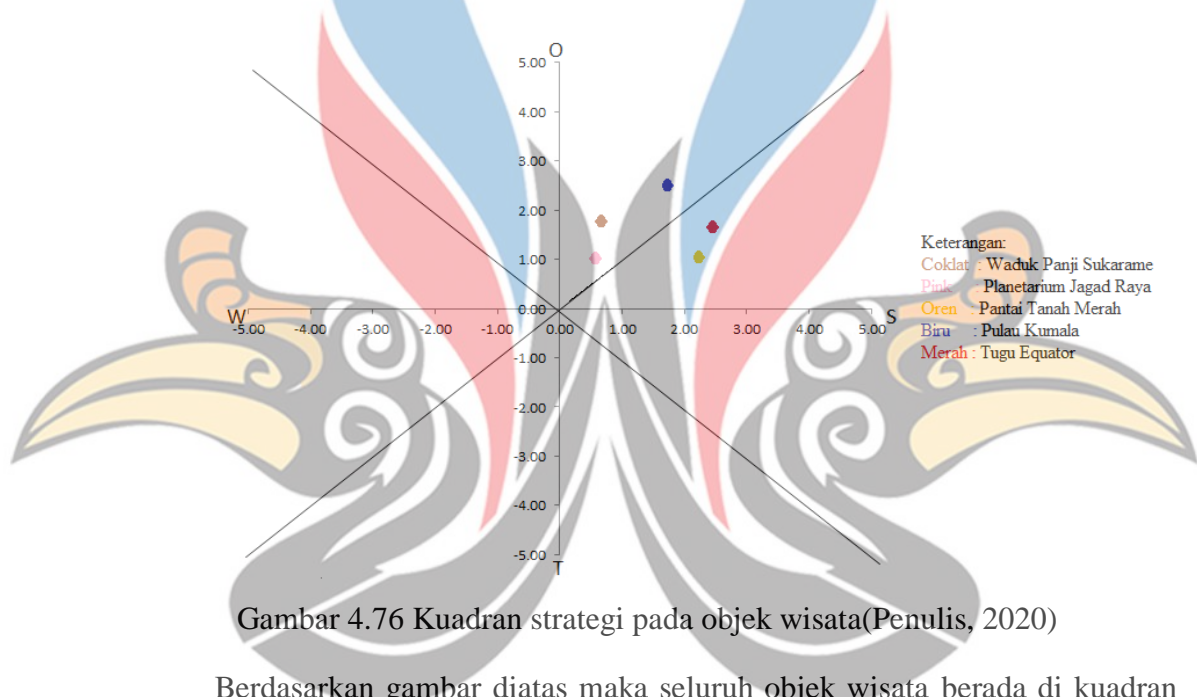 O
5.00
4.00
3.00
2.00
1.00
W 0.00 S
-5.00 -4.00 -3.00 -2.00 -1.00 0.00 1.00 2.00 3.00 4.00 5.00
-1.00
-2.00
-3.00
-4.00
-5.00
T
Keterangan:
Coklat : Waduk Panji Sukarame
Pink : Planetarium Jagad Raya
Oren : Pantai Tanah Merah
Biru : Pulau Kumala
Merah : Tugu Equator
Gambar 4.76 Kuadran strategi pada objek wisata(Penulis, 2020)
Berdasarkan gambar diatas maka seluruh objek wisata berada di kuadran